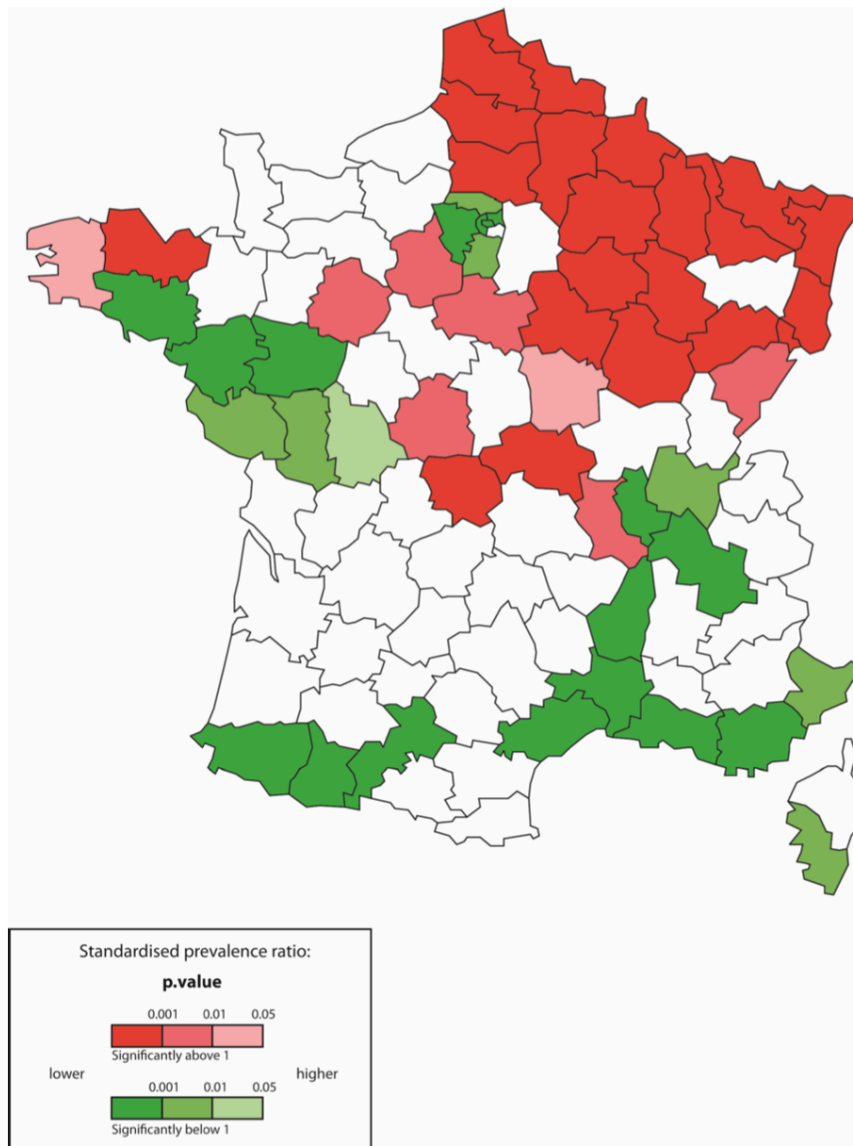 Standardised prevalence ratio:
p.value
0.001 0.01 0.05
Significantly above 1
lower higher
0.001 0.01 0.05
Significantly below 1